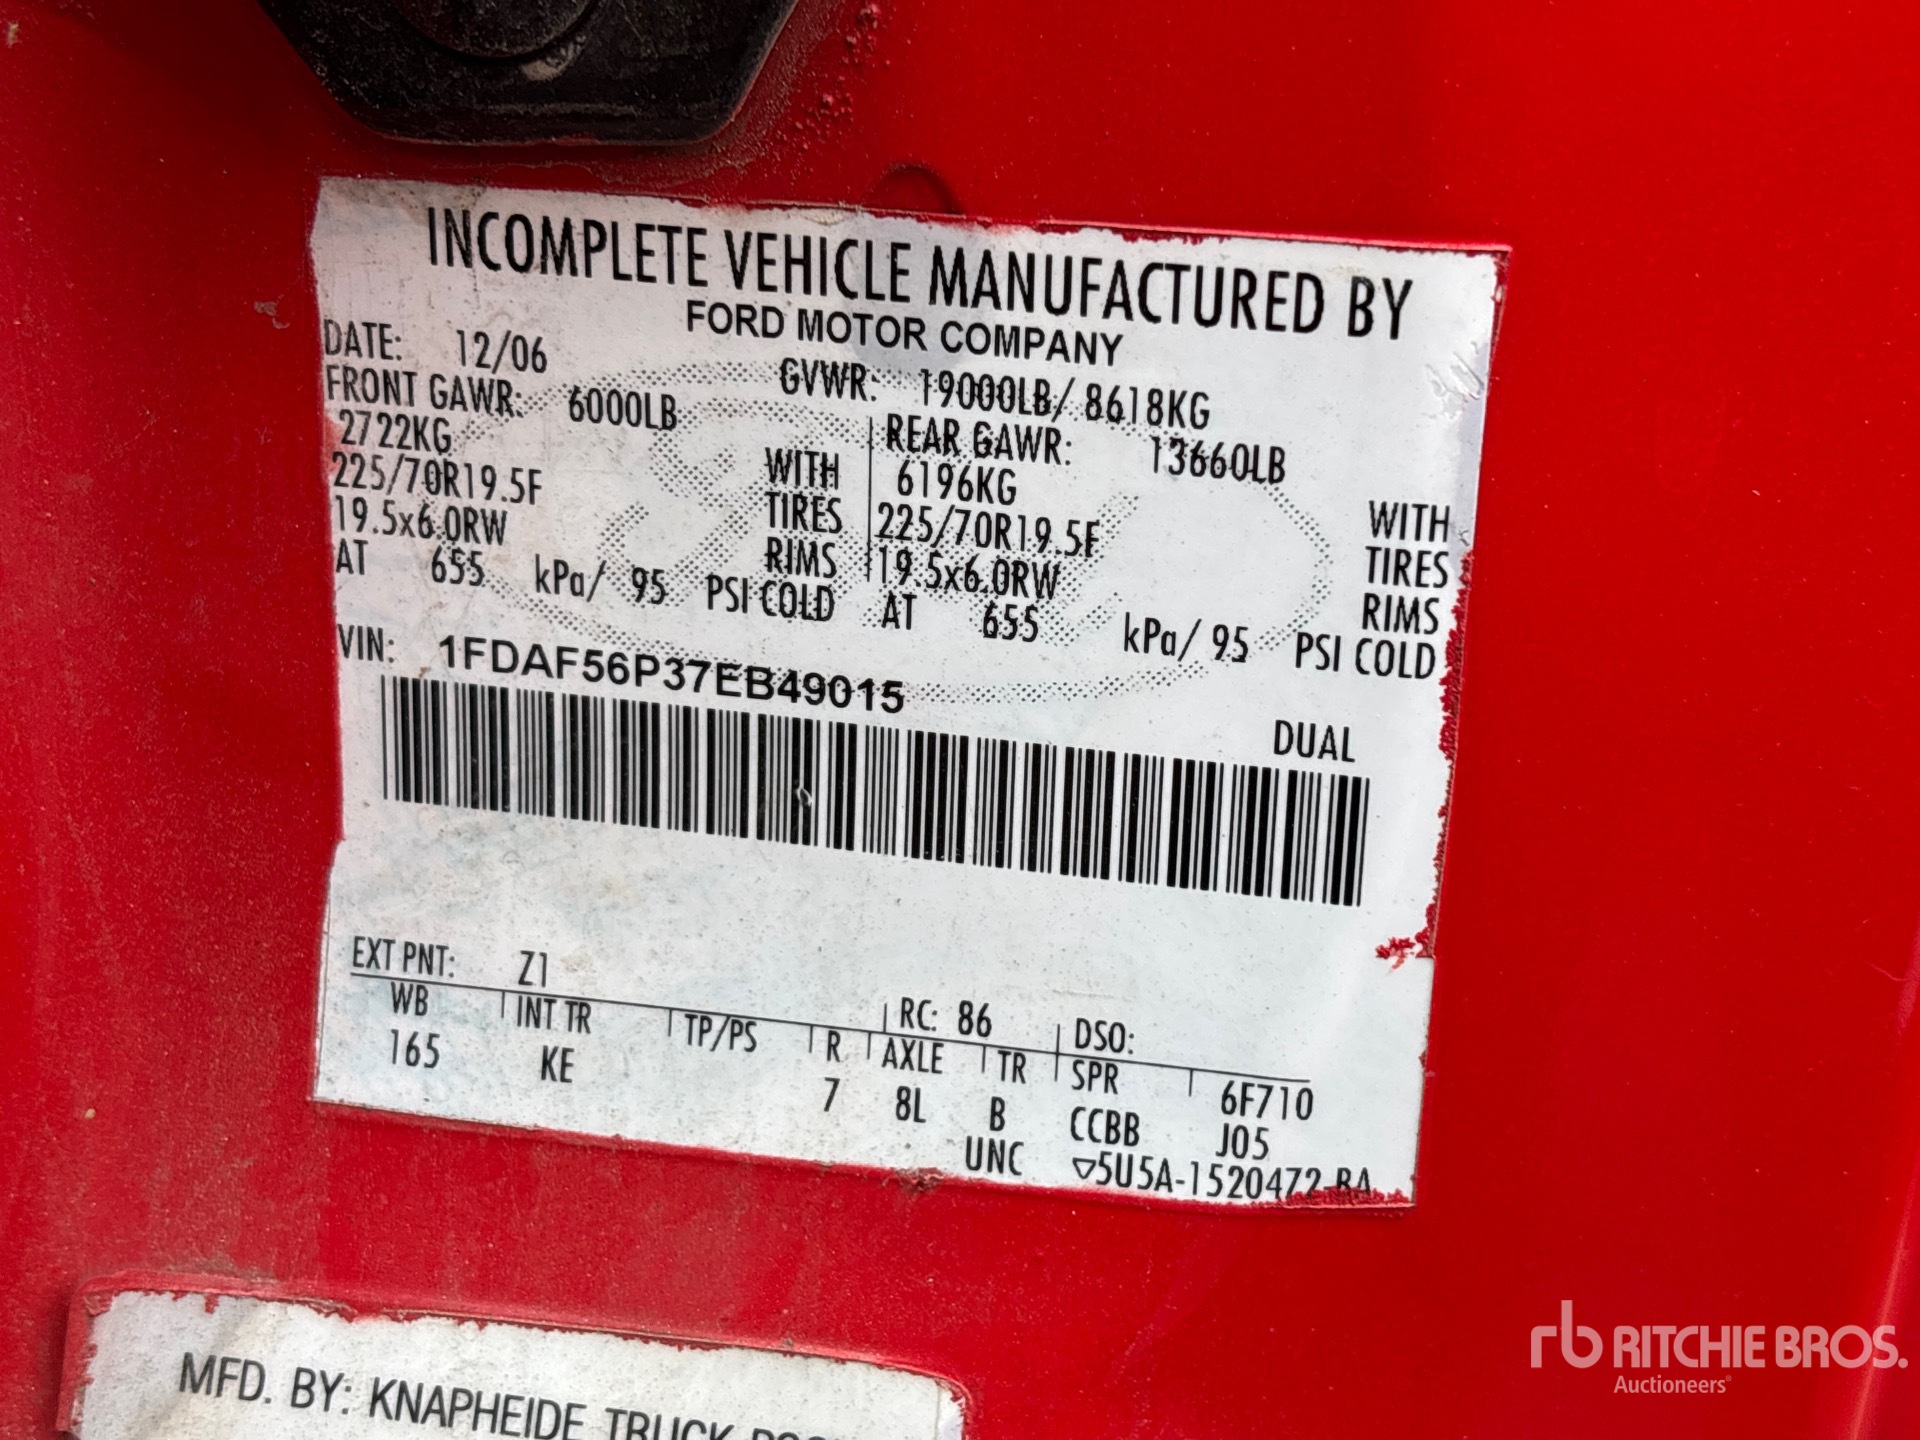 INCOMPLETE VEHICLE MANUFACTURED BY
FORD MOTOR COMPANY
DATE: 12/06 GVWR: 19000LB/ 8618KG
FRONT GAWR: 6000LB REAR GAWR: 13660LB
2722KG WITH 6196KG WITH
225/70R19.5F TIRES 225/70R19.5F TIRES
19.5x6.0RW RIMS 19.5x6.0RW RIMS
AT 655 kPa/ 95 PSI COLD AT 655 kPa/ 95 PSI COLD
VIN: 1FDAF56P37EB49015
DUAL
EXT PNT: Z1 RC: 86 DSO:
WB INT TR TP/PS R AXLE TR SPR 6F710
165 KE 7 8L B CCBB J05
UNC ▽5U5A-1520472-BA
MFD. BY: KNAPHEIDE TRUCK
rb RITCHIE BROS.
Auctioneers